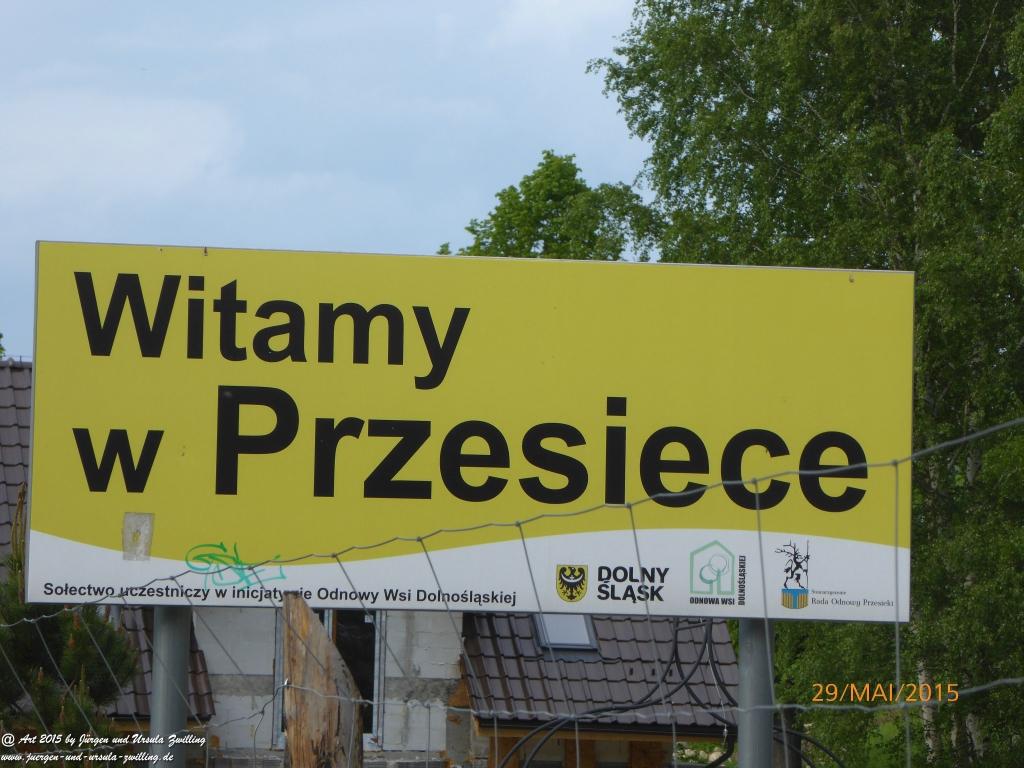 Witamy
w Przesiece
Sołectwo uczestniczy w inicjatywie Odnowy Wsi Dolnośląskiej
DOLNY
ŚLĄSK
ODNOWA WSI
DOLNOŚLĄSKIEJ
Stowarzyszenie
Rada Odnowy Przesieki
29/MAI/2015
@ Art 2015 by Jürgen und Ursula Zwilling
www.juergen-und-ursula-zwilling.de